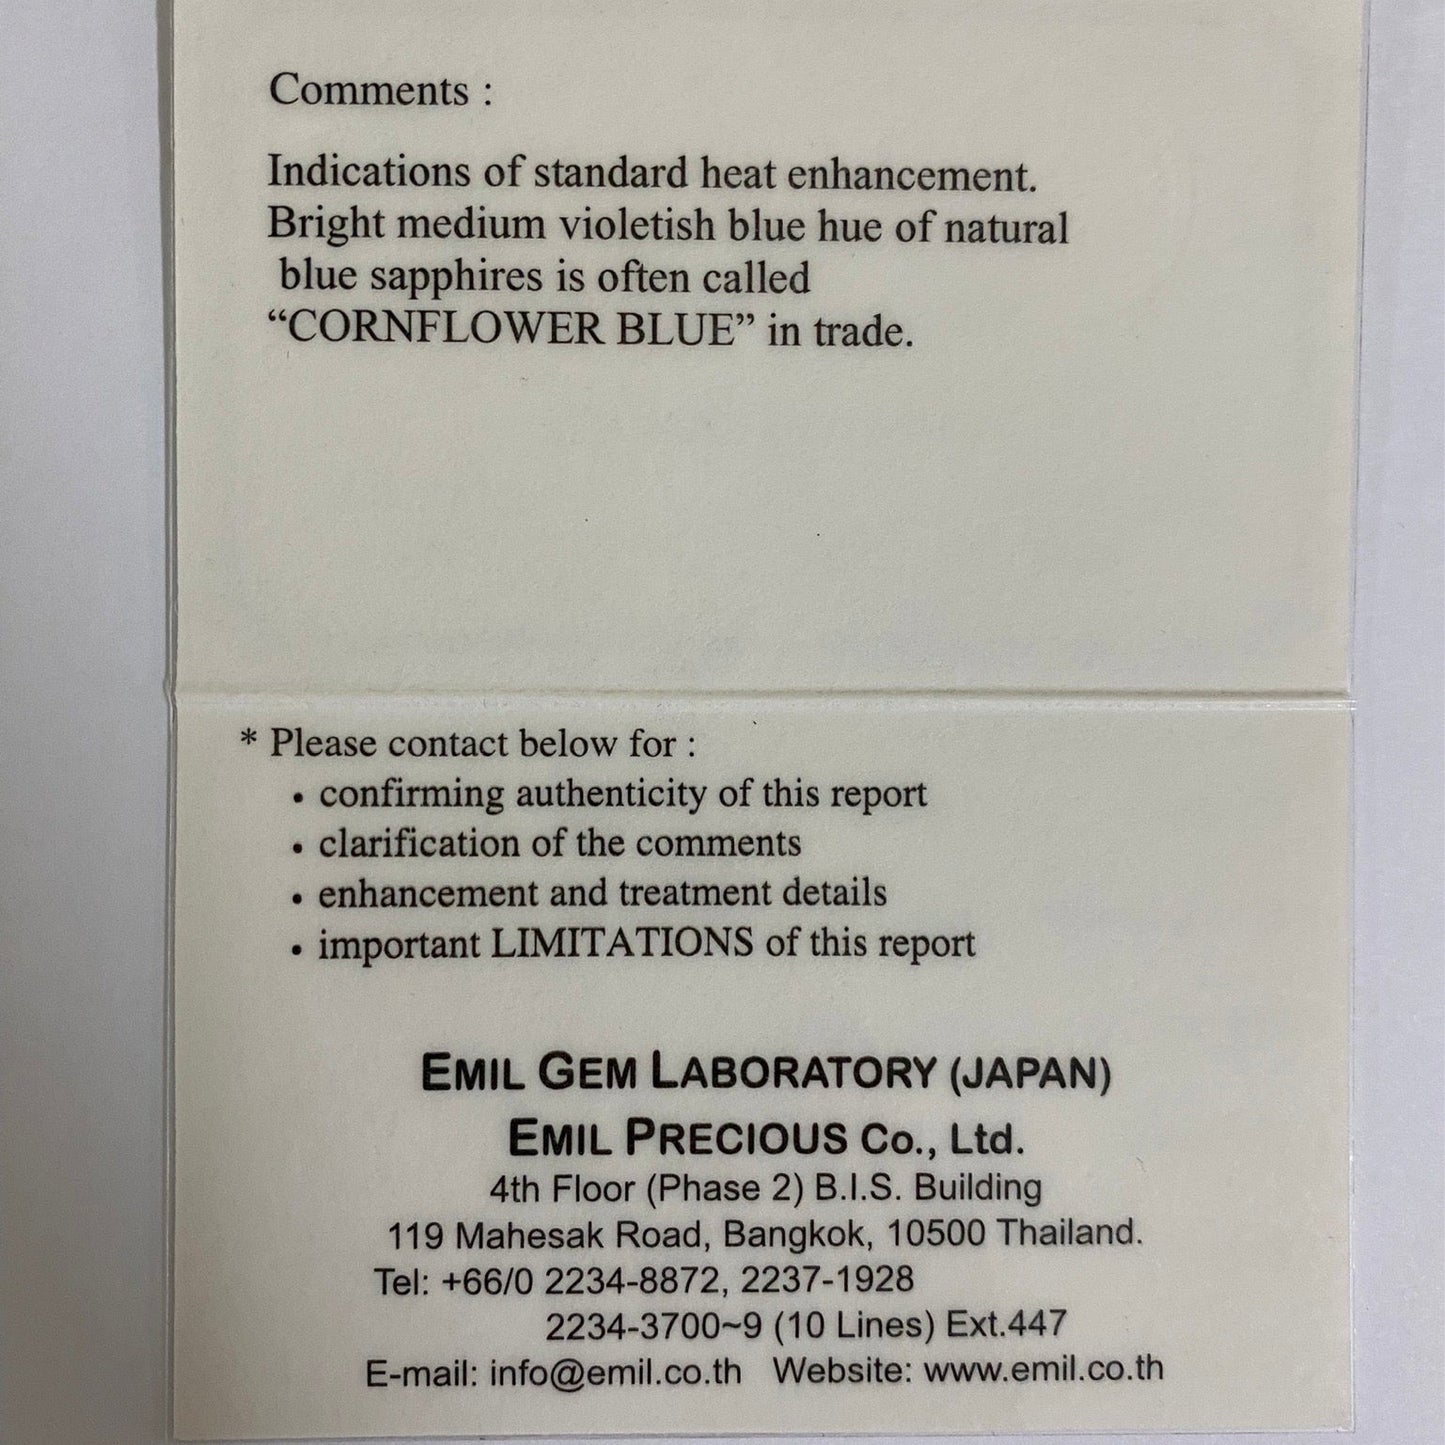 Comments :
Indications of standard heat enhancement.
Bright medium violetish blue hue of natural
blue sapphires is often called
“CORNFLOWER BLUE” in trade.
* Please contact below for :
• confirming authenticity of this report
• clarification of the comments
• enhancement and treatment details
• important LIMITATIONS of this report
EMIL GEM LABORATORY (JAPAN)
EMIL PRECIOUS Co., Ltd.
4th Floor (Phase 2) B.I.S. Building
119 Mahesak Road, Bangkok, 10500 Thailand.
Tel: +66/0 2234-8872, 2237-1928
2234-3700~9 (10 Lines) Ext.447
E-mail: info@emil.co.th Website: www.emil.co.th